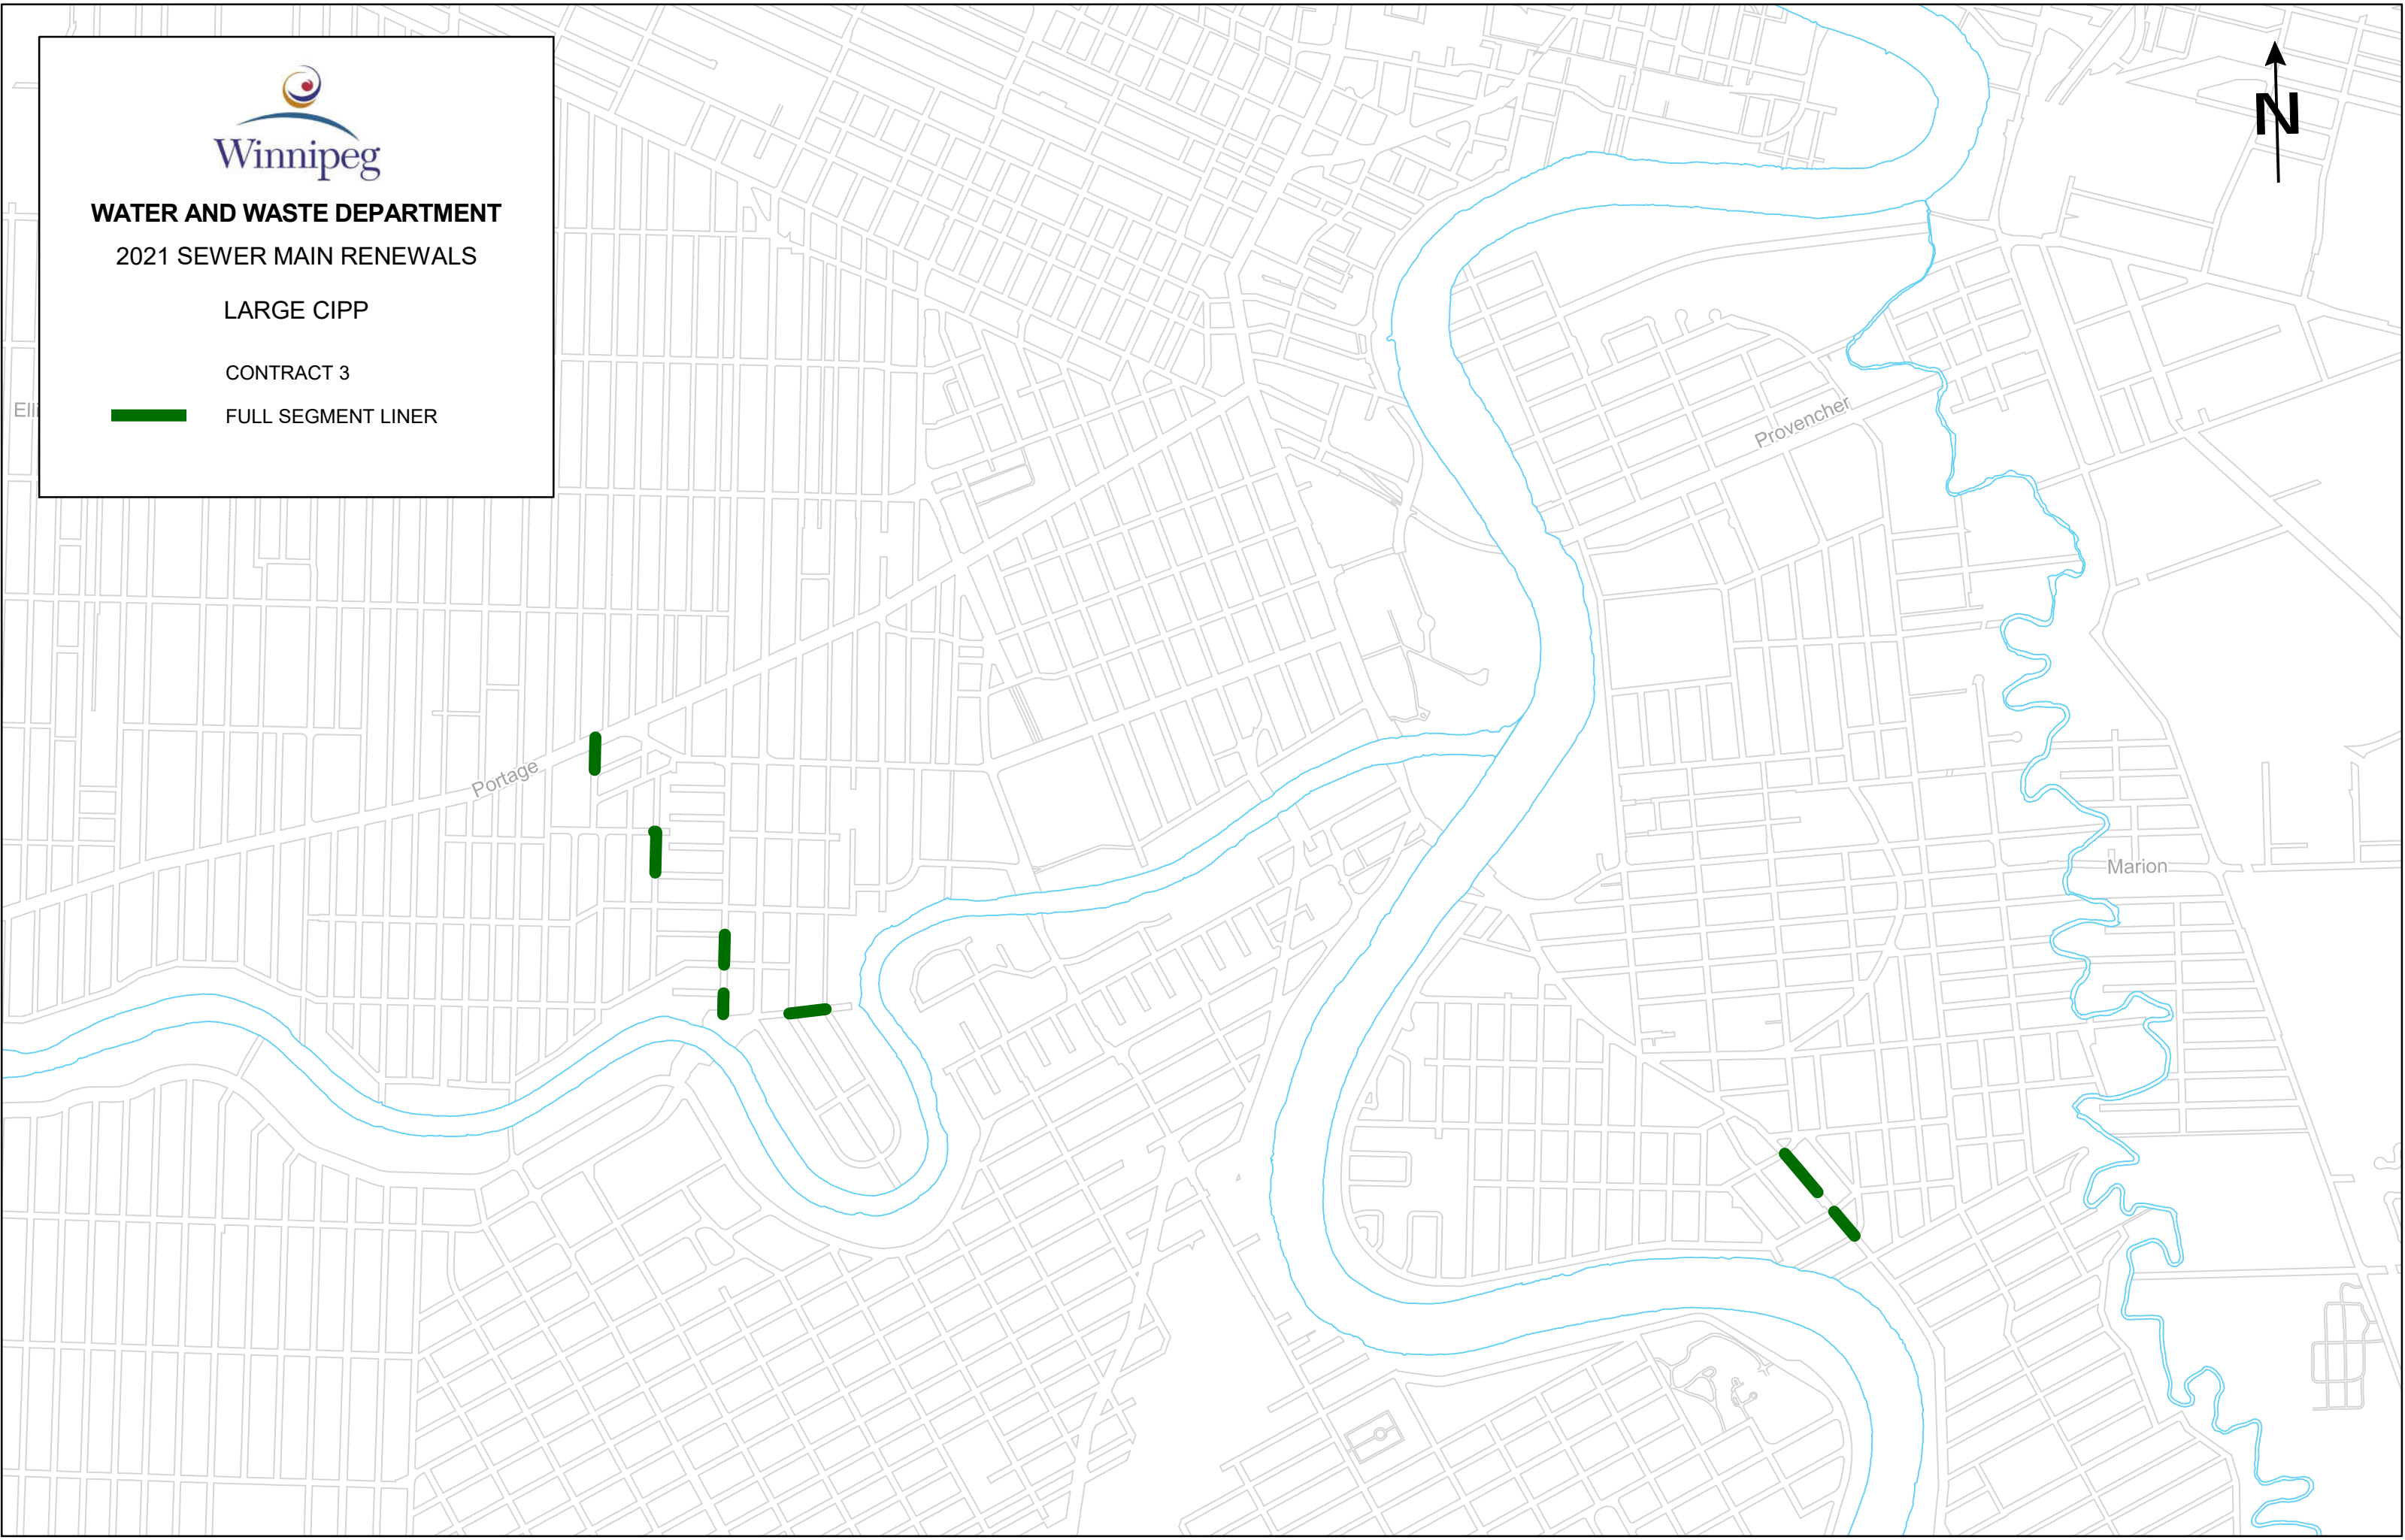 Winnipeg
WATER AND WASTE DEPARTMENT
2021 SEWER MAIN RENEWALS
LARGE CIPP
CONTRACT 3
FULL SEGMENT LINER
N
Elli
Provencher
Portage
Marion